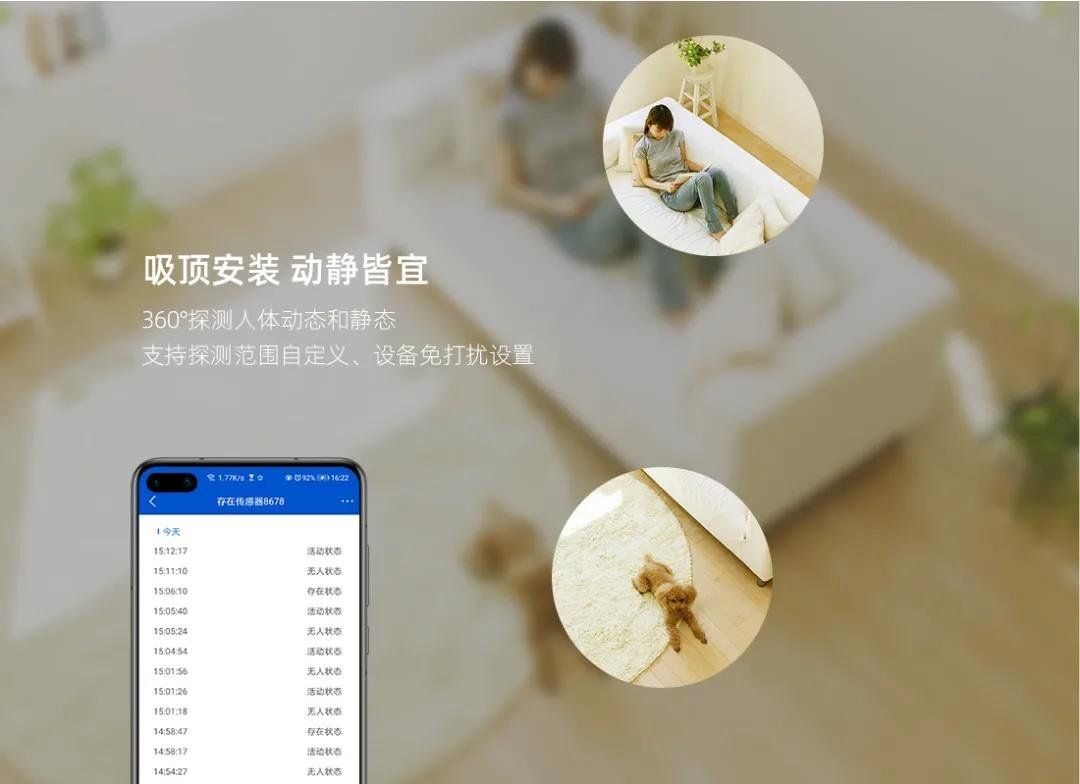 吸顶安装 动静皆宜
360°探测人体动态和静态
支持探测范围自定义、设备免打扰设置
1.77K/s 92% 16:22
存在传感器8678
今天
15:12:17 活动状态
15:11:10 无人状态
15:06:10 存在状态
15:05:40 活动状态
15:05:24 无人状态
15:04:54 活动状态
15:01:56 无人状态
15:01:26 活动状态
15:01:18 无人状态
14:58:47 存在状态
14:58:17 活动状态
14:54:27 无人状态